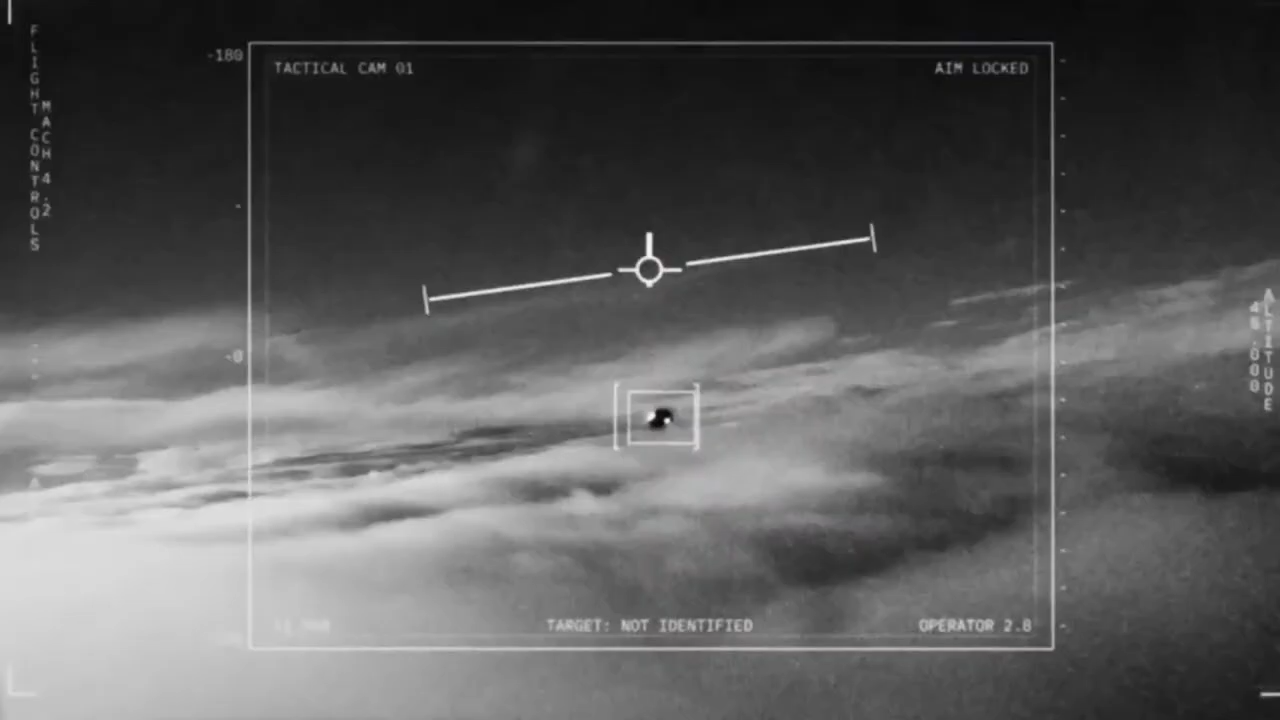 FLIGHT CONTROLS
MACH 4.2
-180
TACTICAL CAM 01
AIM LOCKED
-0
ALTITUDE
TARGET: NOT IDENTIFIED
OPERATOR 2.8